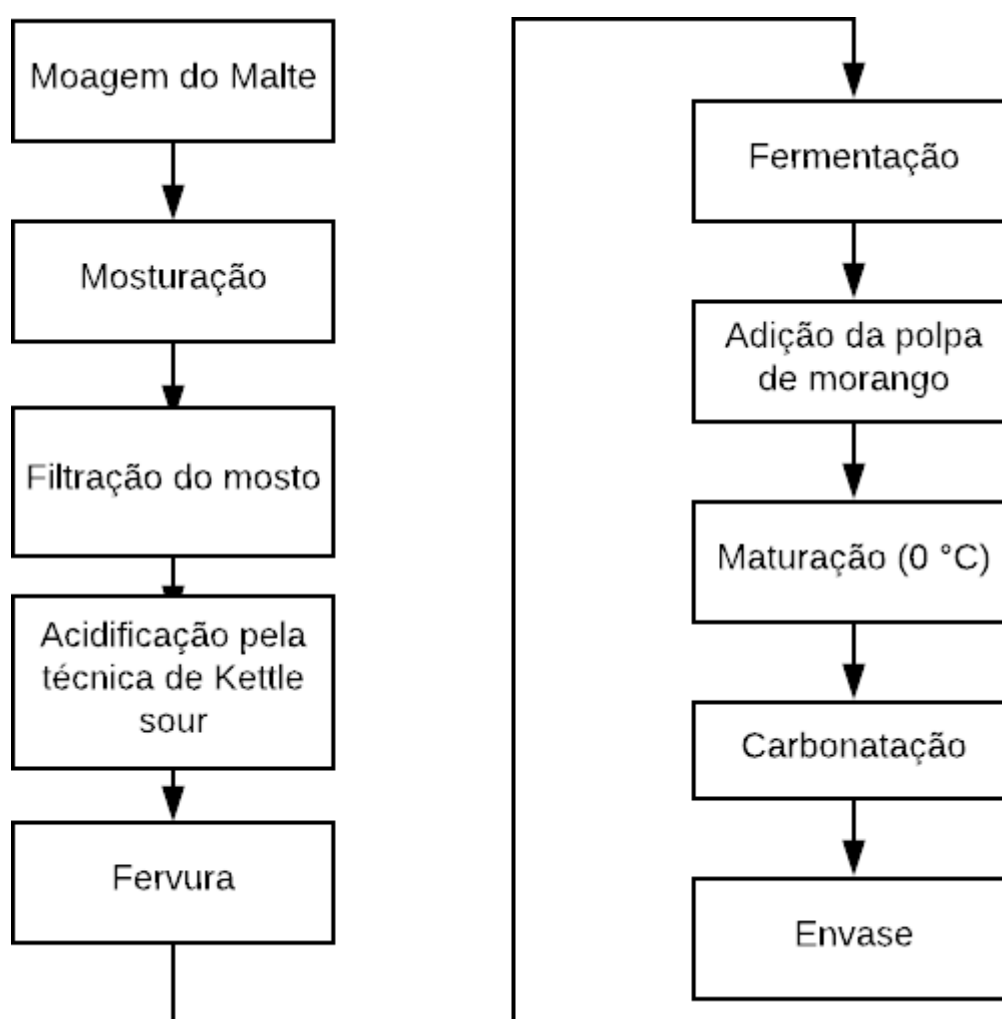 Moagem do Malte
Mosturação
Filtração do mosto
Acidificação pela
técnica de Kettle
sour
Fervura
Fermentação
Adição da polpa
de morango
Maturação (0 °C)
Carbonatação
Envase